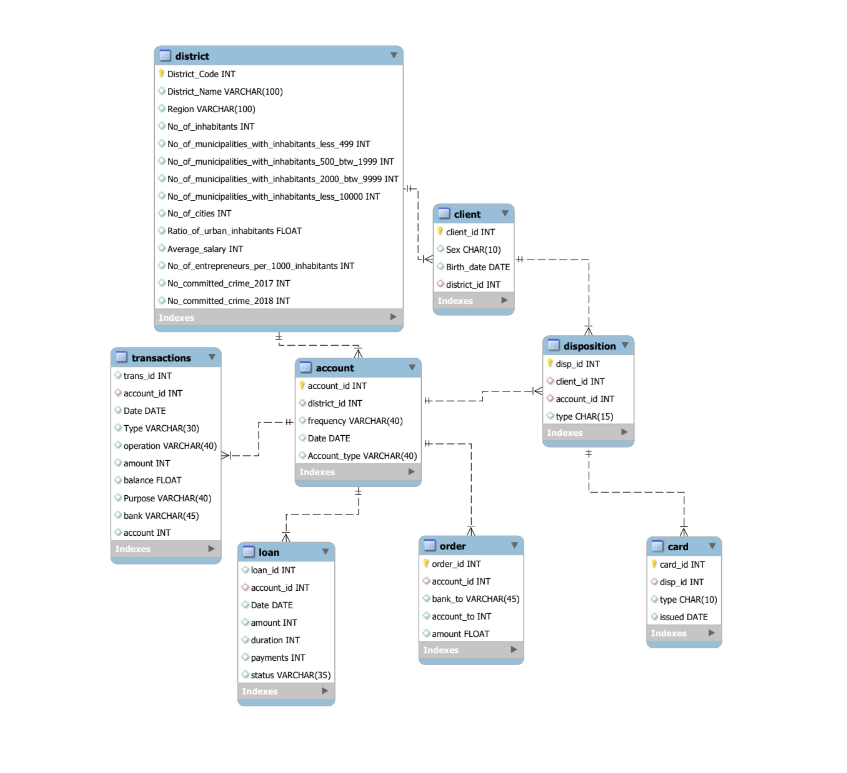 district
District_Code INT
District_Name VARCHAR(100)
Region VARCHAR(100)
No_of_inhabitants INT
No_of_municipalities_with_inhabitants_less_499 INT
No_of_municipalities_with_inhabitants_500_btw_1999 INT
No_of_municipalities_with_inhabitants_2000_btw_9999 INT
No_of_municipalities_with_inhabitants_less_10000 INT
No_of_cities INT
Ratio_of_urban_inhabitants FLOAT
Average_salary INT
No_of_entrepreneurs_per_1000_inhabitants INT
No_committed_crime_2017 INT
No_committed_crime_2018 INT
Indexes
client
client_id INT
Sex CHAR(10)
Birth_date DATE
district_id INT
Indexes
transactions
trans_id INT
account_id INT
Date DATE
Type VARCHAR(30)
operation VARCHAR(40)
amount INT
balance FLOAT
Purpose VARCHAR(40)
bank VARCHAR(45)
account INT
Indexes
account
account_id INT
district_id INT
frequency VARCHAR(40)
Date DATE
Account_type VARCHAR(40)
Indexes
disposition
disp_id INT
client_id INT
account_id INT
type CHAR(15)
Indexes
loan
loan_id INT
account_id INT
Date DATE
amount INT
duration INT
payments INT
status VARCHAR(35)
Indexes
order
order_id INT
account_id INT
bank_to VARCHAR(45)
account_to INT
amount FLOAT
Indexes
card
card_id INT
disp_id INT
type CHAR(10)
issued DATE
Indexes